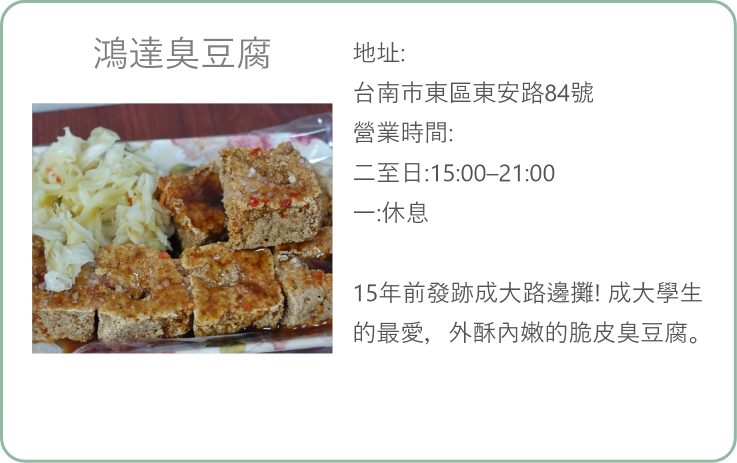 鴻達臭豆腐
地址:
台南市東區東安路84號
營業時間:
二至日:15:00–21:00
一:休息
15年前發跡成大路邊攤! 成大學生
的最愛，外酥內嫩的脆皮臭豆腐。